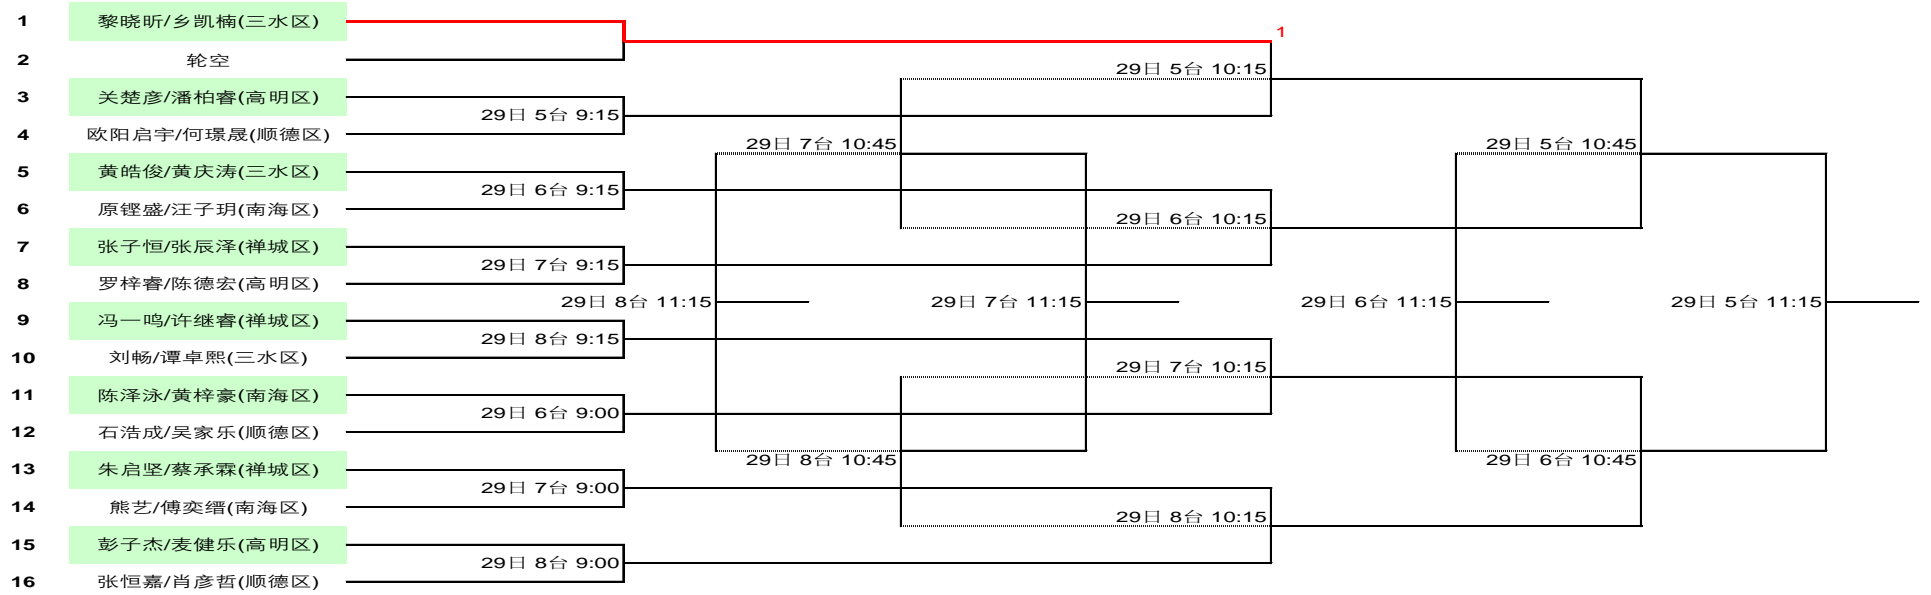 1 黎晓昕/乡凯楠(三水区)
1
2 轮空
29日 5台 10:15
3 关楚彦/潘柏睿(高明区)
29日 5台 9:15
4 欧阳启宇/何璟晟(顺德区)
29日 7台 10:45
29日 5台 10:45
5 黄皓俊/黄庆涛(三水区)
29日 6台 9:15
6 原铿盛/汪子玥(南海区)
29日 6台 10:15
7 张子恒/张辰泽(禅城区)
29日 7台 9:15
8 罗梓睿/陈德宏(高明区)
29日 8台 11:15
29日 7台 11:15
29日 6台 11:15
29日 5台 11:15
9 冯一鸣/许继睿(禅城区)
29日 8台 9:15
10 刘畅/谭卓熙(三水区)
29日 7台 10:15
11 陈泽泳/黄梓豪(南海区)
29日 6台 9:00
12 石浩成/吴家乐(顺德区)
29日 8台 10:45
29日 6台 10:45
13 朱启坚/蔡承霖(禅城区)
29日 7台 9:00
14 熊艺/傅奕缙(南海区)
29日 8台 10:15
15 彭子杰/麦健乐(高明区)
29日 8台 9:00
16 张恒嘉/肖彦哲(顺德区)